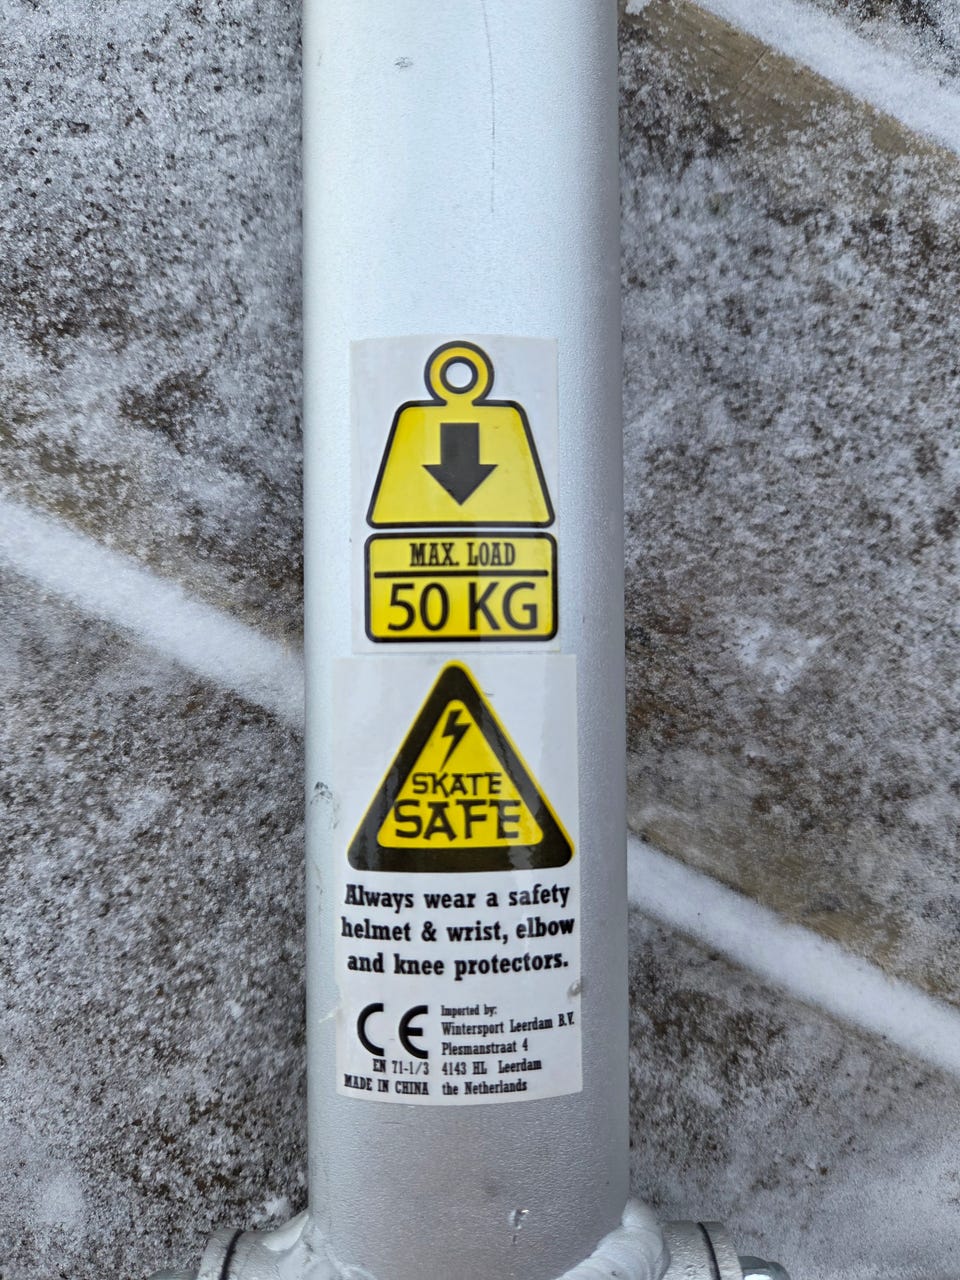 MAX. LOAD
50 KG
SKATE
SAFE
Always wear a safety
helmet & wrist, elbow
and knee protectors.
CE
EN 71-1/3
MADE IN CHINA
Imported by:
Wintersport Leerdam B.V.
Plesmanstraat 4
4143 HL Leerdam
the Netherlands